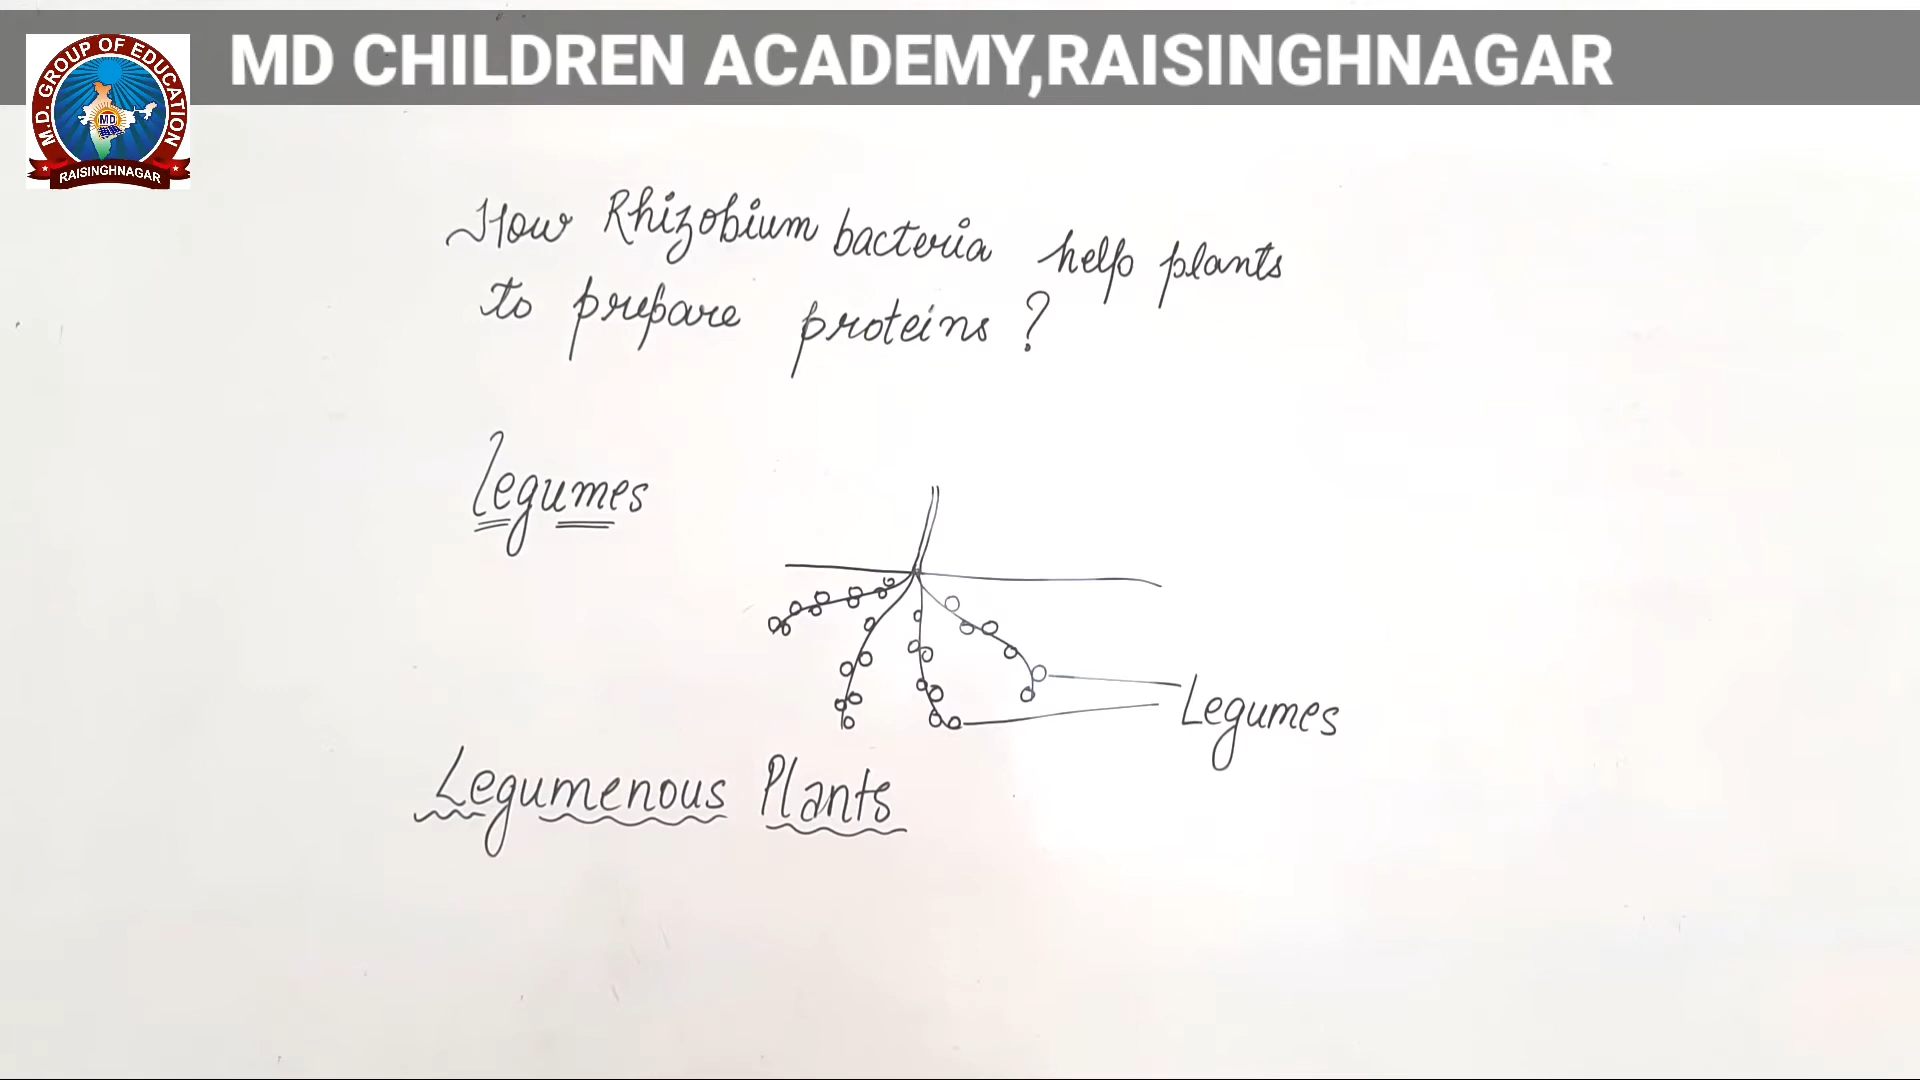 MD CHILDREN ACADEMY,RAISINGHNAGAR
M.D. GROUP OF EDUCATION
MD
RAISINGHNAGAR
How Rhizobium bacteria help plants
to prepare proteins ?
Legumes
Legumes
Legumenous Plants